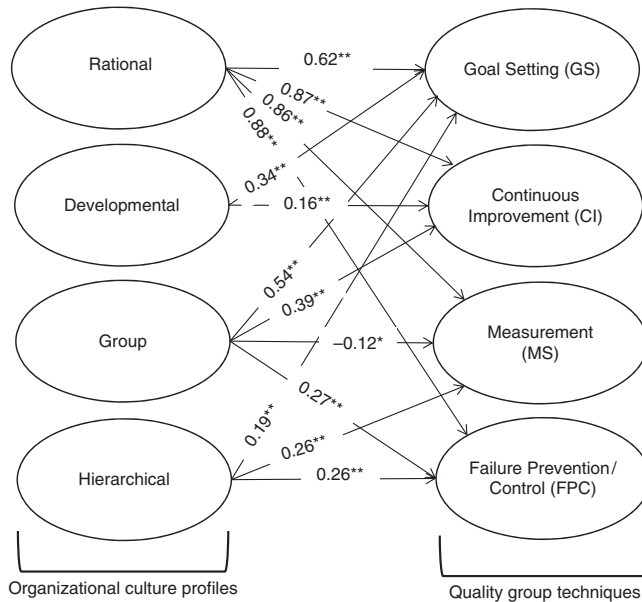 Rational
0.62**
Goal Setting (GS)
0.87**
0.86**
0.88**
0.34**
Developmental
0.16**
Continuous
Improvement (CI)
0.54**
0.39**
Group
–0.12*
Measurement
(MS)
0.27**
0.19**
0.26**
Hierarchical
0.26**
Failure Prevention/
Control (FPC)
Organizational culture profiles
Quality group techniques